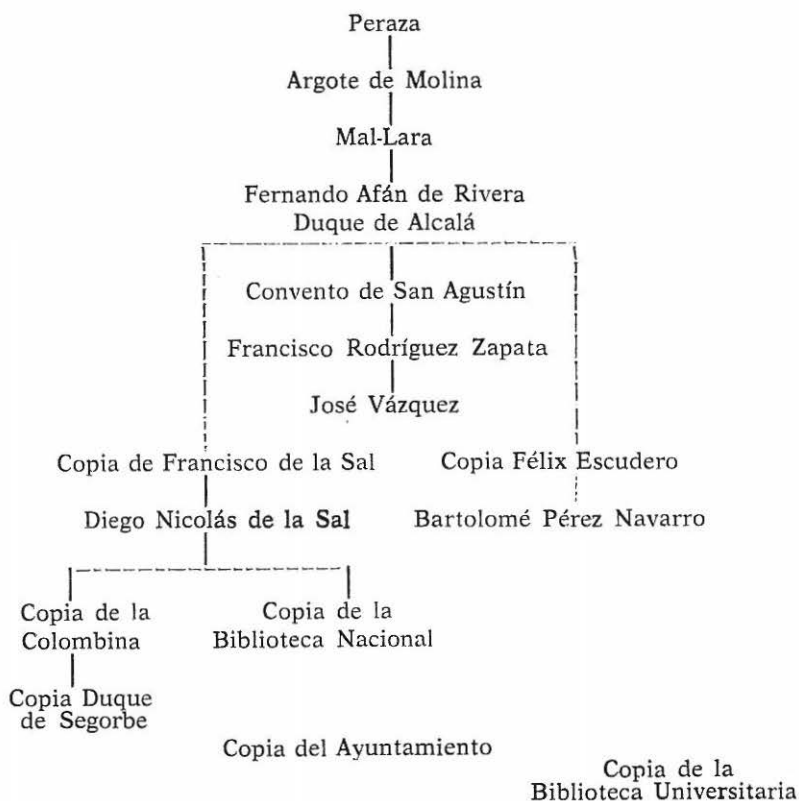 Peraza
Argote de Molina
Mal-Lara
Fernando Afán de Rivera
Duque de Alcalá
Convento de San Agustín
Francisco Rodríguez Zapata
José Vázquez
Copia de Francisco de la Sal
Copia Félix Escudero
Diego Nicolás de la Sal
Bartolomé Pérez Navarro
Copia de la
Colombina
Copia de la
Biblioteca Nacional
Copia Duque
de Segorbe
Copia del Ayuntamiento
Copia de la
Biblioteca Universitaria